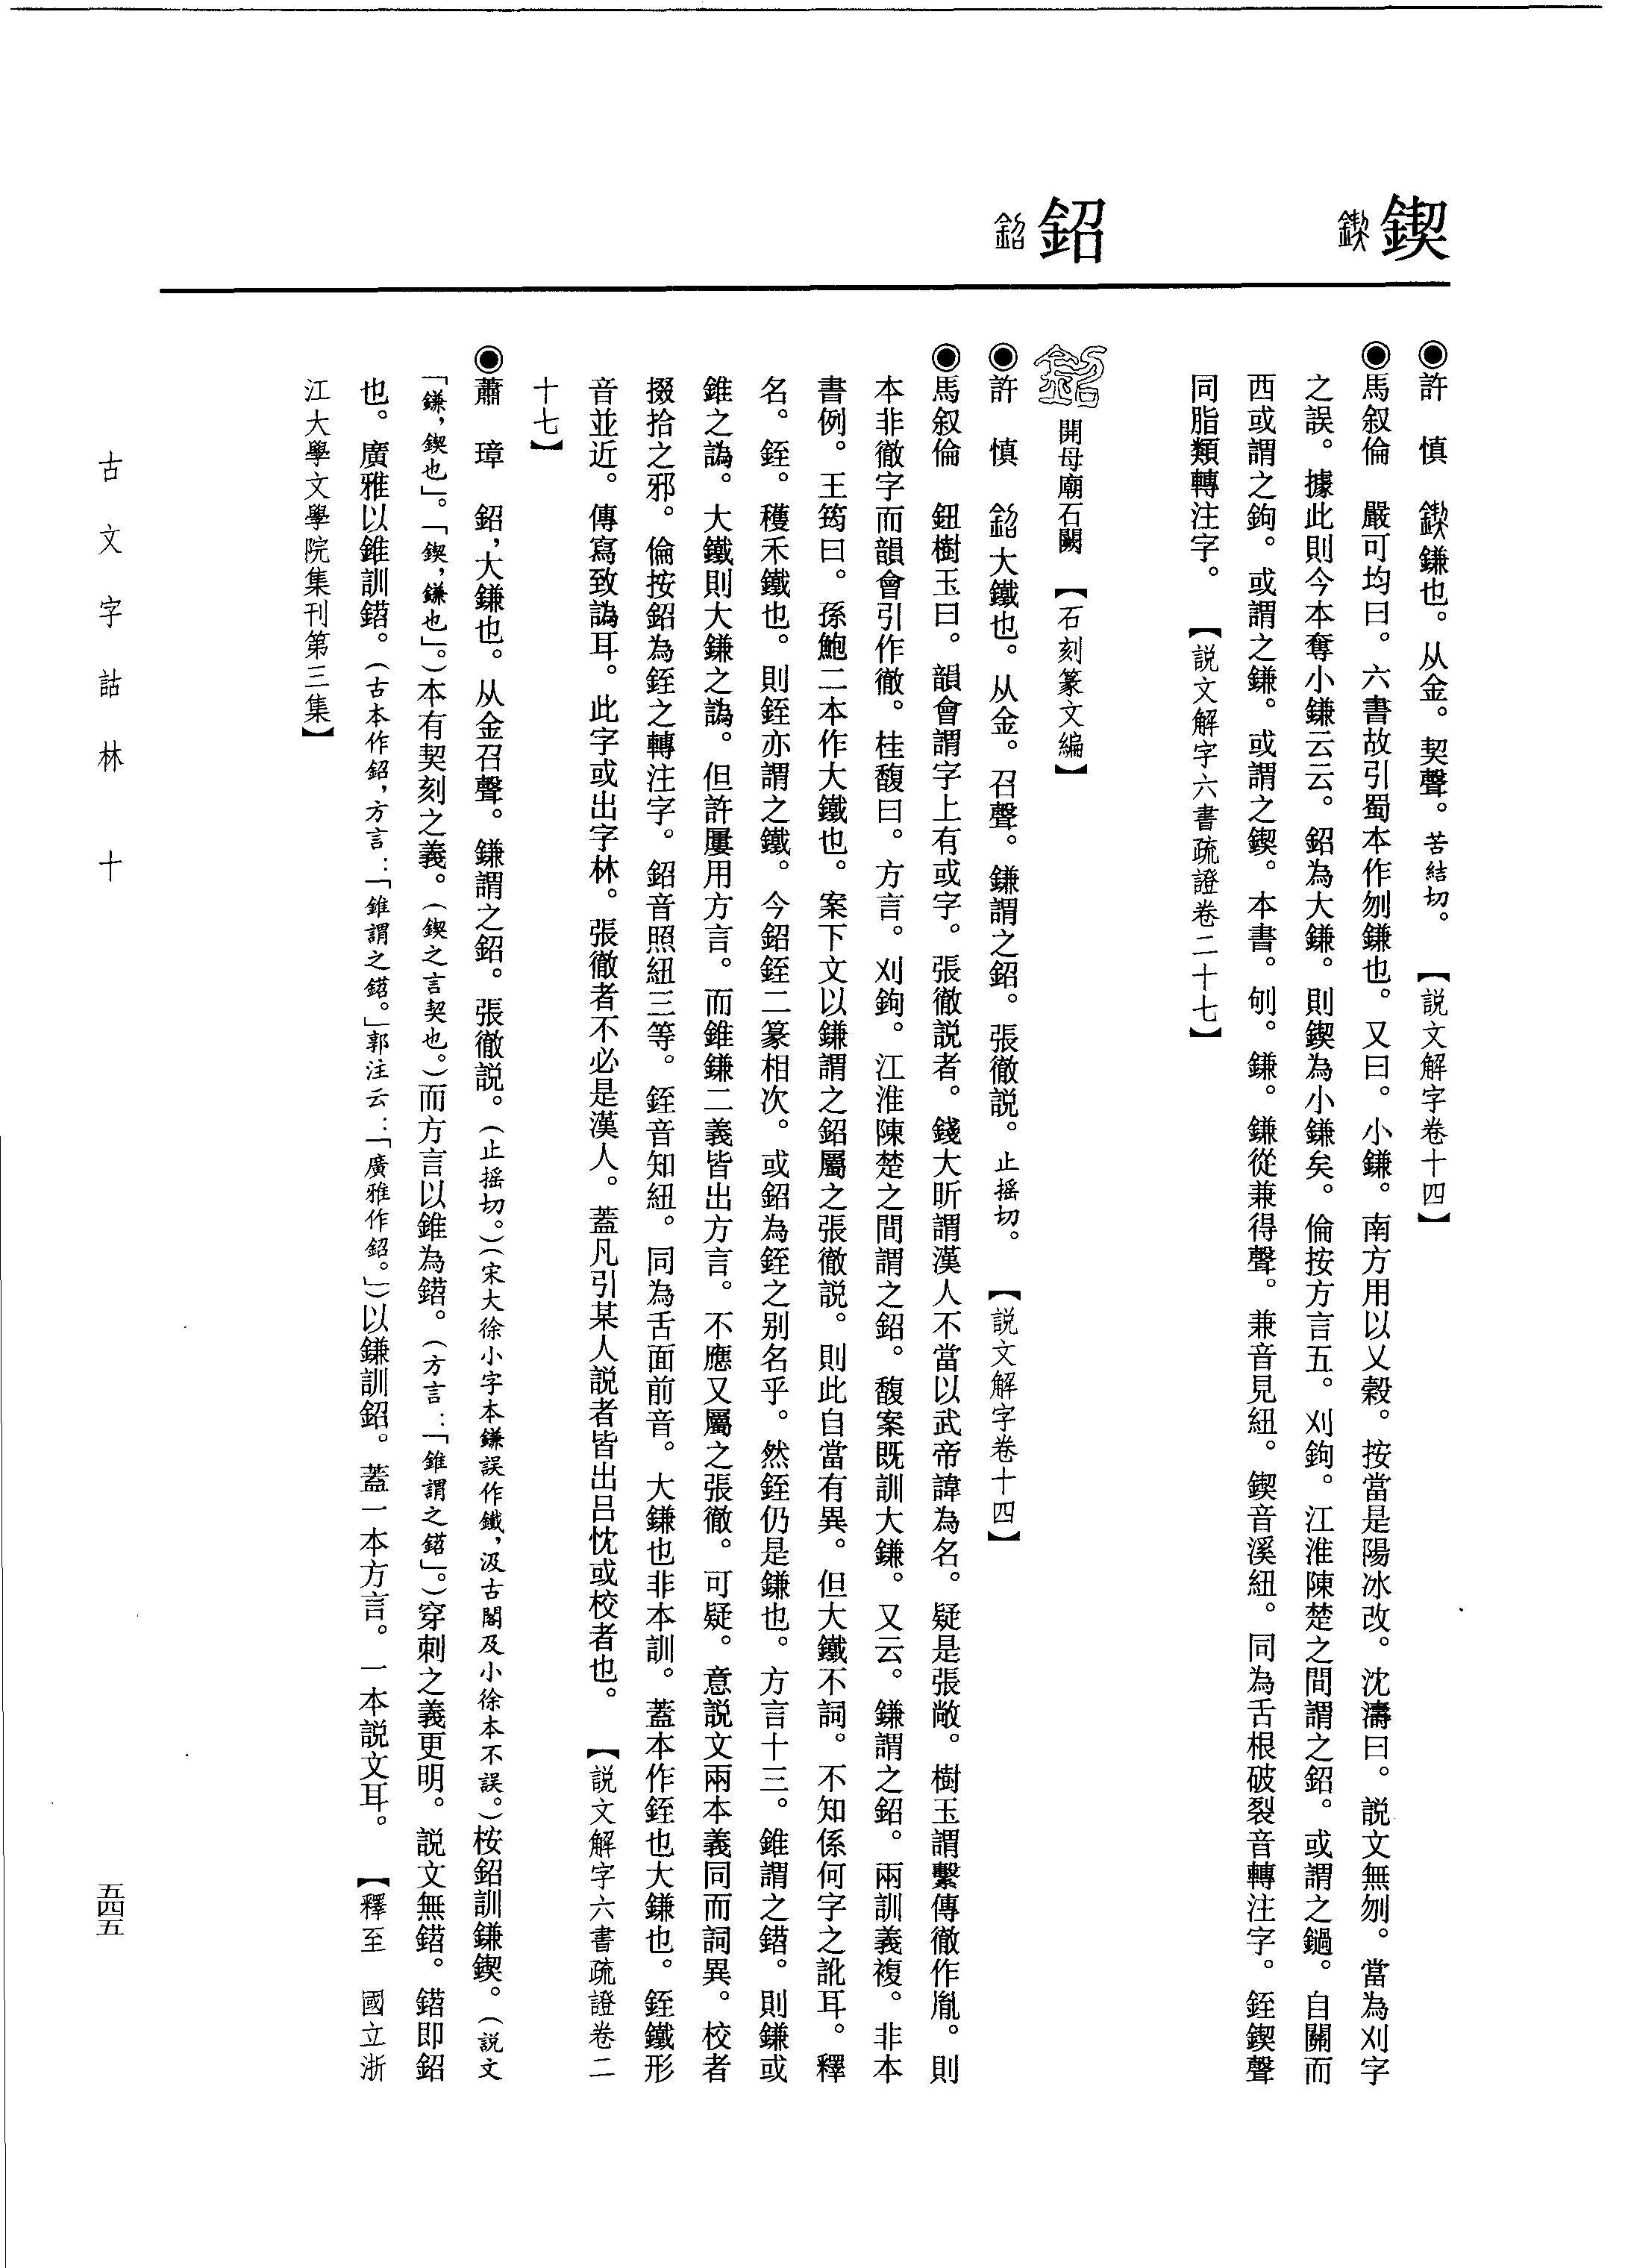 鍥
◉許　慎　鍥鎌也。从金。契聲。苦結切。　【説文解字卷十四】
◉馬叙倫　嚴可均曰。六書故引蜀本作刎鎌也。又曰。小鎌。南方用以乂榖。按當是陽冰改。沈濤曰。説文無刎。當為刈字
之誤。據此則今本奪小鎌云云。鉊為大鎌。則鍥為小鎌矣。倫按方言五。刈鉤。江淮陳楚之間謂之鉊。或謂之鐹。自關而
西或謂之鉤。或謂之鎌。或謂之鍥。本書。刎。鎌。鎌從兼得聲。兼音見紐。鍥音溪紐。同為舌根破裂音轉注字。銍鍥聲
同脂類轉注字。　【説文解字六書疏證卷二十七】
鉊
開母廟石闕　【石刻篆文編】
◉許　慎　鉊大鐵也。从金。召聲。鎌謂之鉊。張徹説。止摇切。　【説文解字卷十四】
◉馬叙倫　鈕樹玉曰。韻會謂字上有或字。張徹説者。錢大昕謂漢人不當以武帝諱為名。疑是張敞。樹玉謂繫傳徹作胤。則
本非徹字而韻會引作徹。桂馥曰。方言。刈鉤。江淮陳楚之間謂之鉊。馥案既訓大鎌。又云。鎌謂之鉊。兩訓義複。非本
書例。王筠曰。孫鮑二本作大鐵也。案下文以鎌謂之鉊屬之張徹説。則此自當有異。但大鐵不詞。不知係何字之訛耳。釋
名。銍。穫禾鐵也。則銍亦謂之鐵。今鉊銍二篆相次。或鉊為銍之别名乎。然銍仍是鎌也。方言十三。錐謂之鍣。則鎌或
錐之譌。大鐵則大鎌之譌。但許屢用方言。而錐鎌二義皆出方言。不應又屬之張徹。可疑。意説文兩本義同而詞異。校者
掇拾之邪。倫按鉊為銍之轉注字。鉊音照紐三等。銍音知紐。同為舌面前音。大鎌也非本訓。蓋本作銍也大鎌也。銍鐵形
音並近。傳寫致譌耳。此字或出字林。張徹者不必是漢人。蓋凡引某人説者皆出吕忱或校者也。　【説文解字六書疏證卷二
十七】
◉蕭　璋　鉊，大鎌也。从金召聲。鎌謂之鉊。張徹説。（止摇切。）（宋大徐小字本鎌誤作鐵，汲古閣及小徐本不誤。）桉鉊訓鎌鍥。（説文
「鎌，鍥也」。「鍥，鎌也」。）本有契刻之義。（鍥之言契也。）而方言以錐為鍣。（方言：「錐謂之鍣」。）穿刺之義更明。説文無鍣。鍣即鉊
也。廣雅以錐訓鍣。（古本作鉊，方言：「錐謂之鍣。」郭注云：「廣雅作鉊。」）以鎌訓鉊。蓋一本方言。一本説文耳。　【釋至　國立浙
江大學文學院集刊第三集】
古文字詁林　十
五四五